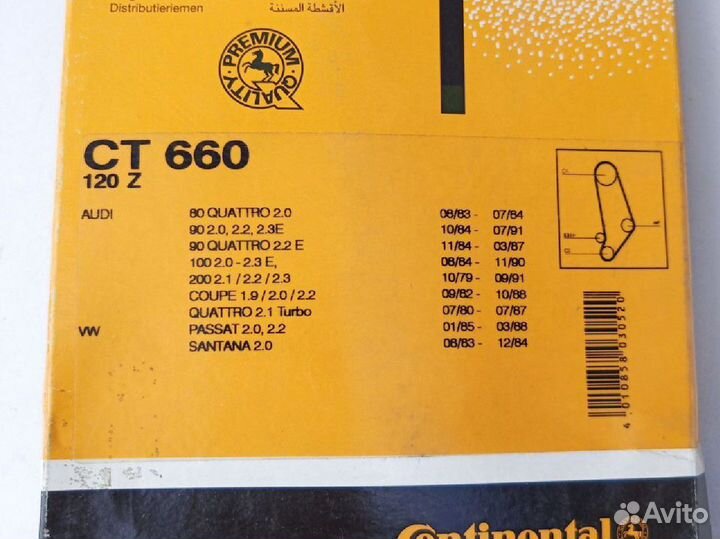 Distributieriemen
الأقشطة المسننة
PREMIUM QUALITY
CT 660
120 Z
AUDI 80 QUATTRO 2.0 08/83 - 07/84
90 2.0, 2.2, 2.3E 10/84 - 07/91
90 QUATTRO 2.2 E 11/84 - 03/87
100 2.0 - 2.3 E, 08/84 - 11/90
200 2.1 / 2.2 / 2.3 10/79 - 09/91
COUPE 1.9 / 2.0 / 2.2 09/82 - 10/88
QUATTRO 2.1 Turbo 07/80 - 07/87
VW PASSAT 2.0, 2.2 01/85 - 03/88
SANTANA 2.0 08/83 - 12/84
4 010858 030520
Continental
Avito